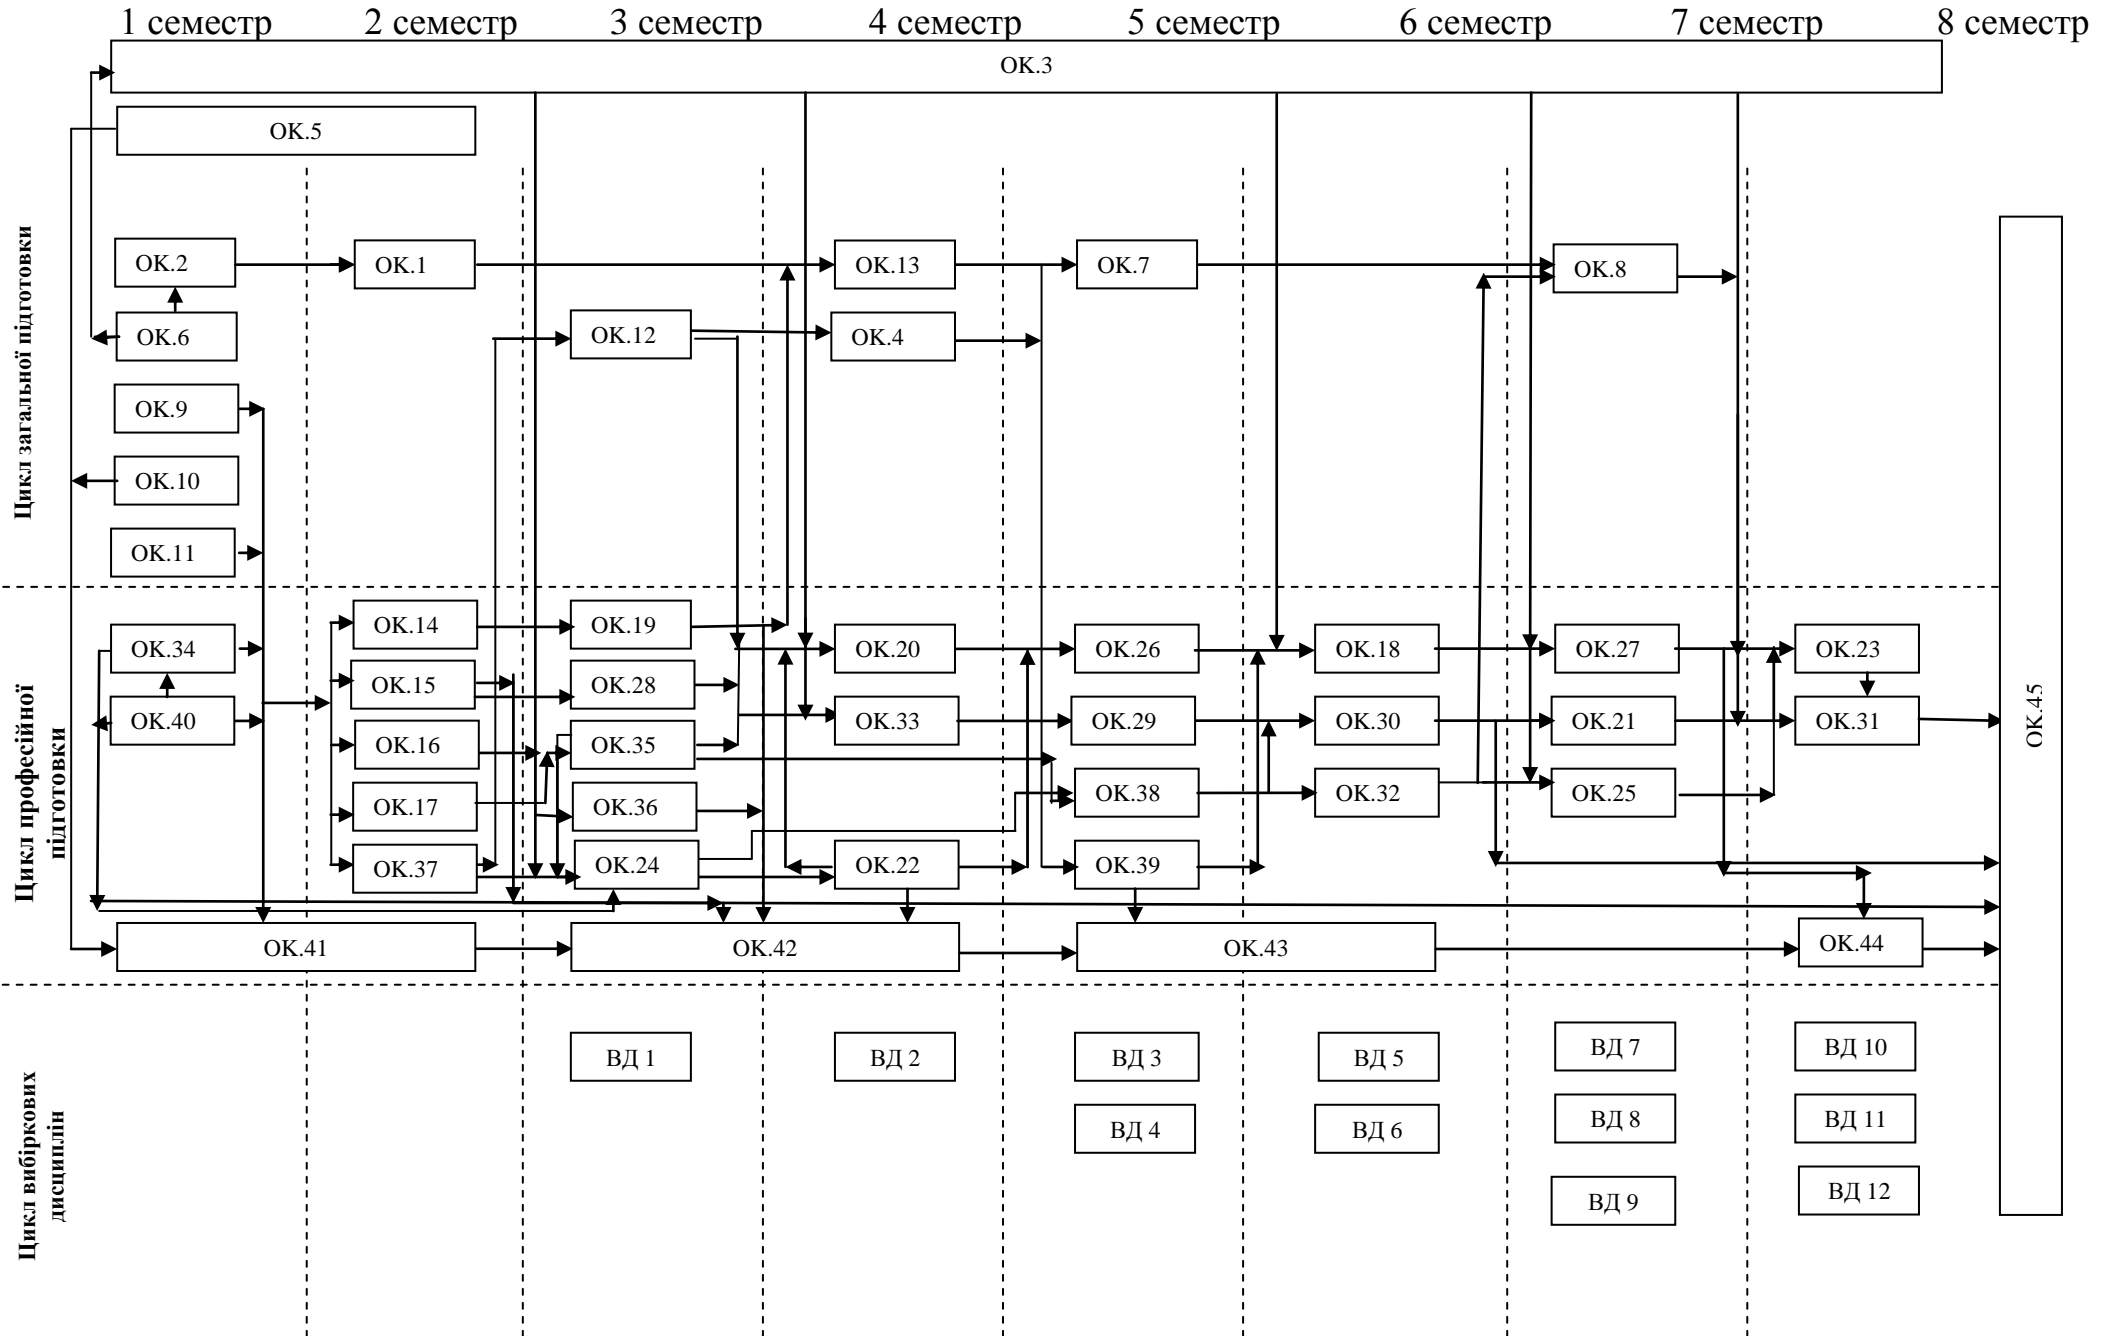 1 семестр 2 семестр 3 семестр 4 семестр 5 семестр 6 семестр 7 семестр 8 семестр
ОК.3
ОК.5
Цикл загальної підготовки
ОК.2 ОК.1 ОК.13 ОК.7 ОК.8
ОК.6 ОК.12 ОК.4
ОК.9
ОК.10
ОК.11
Цикл професійної
підготовки
ОК.14 ОК.19
ОК.34 ОК.20 ОК.26 ОК.18 ОК.27 ОК.23
ОК.15 ОК.28
ОК.40 ОК.33 ОК.29 ОК.30 ОК.21 ОК.31
ОК.16 ОК.35
ОК.17 ОК.36 ОК.38 ОК.32 ОК.25
ОК.37 ОК.24 ОК.22 ОК.39
ОК.41 ОК.42 ОК.43 ОК.44
ОК.45
Цикл вибіркових
дисциплін
ВД 1 ВД 2 ВД 3 ВД 5 ВД 7 ВД 10
ВД 4 ВД 6 ВД 8 ВД 11
ВД 9 ВД 12